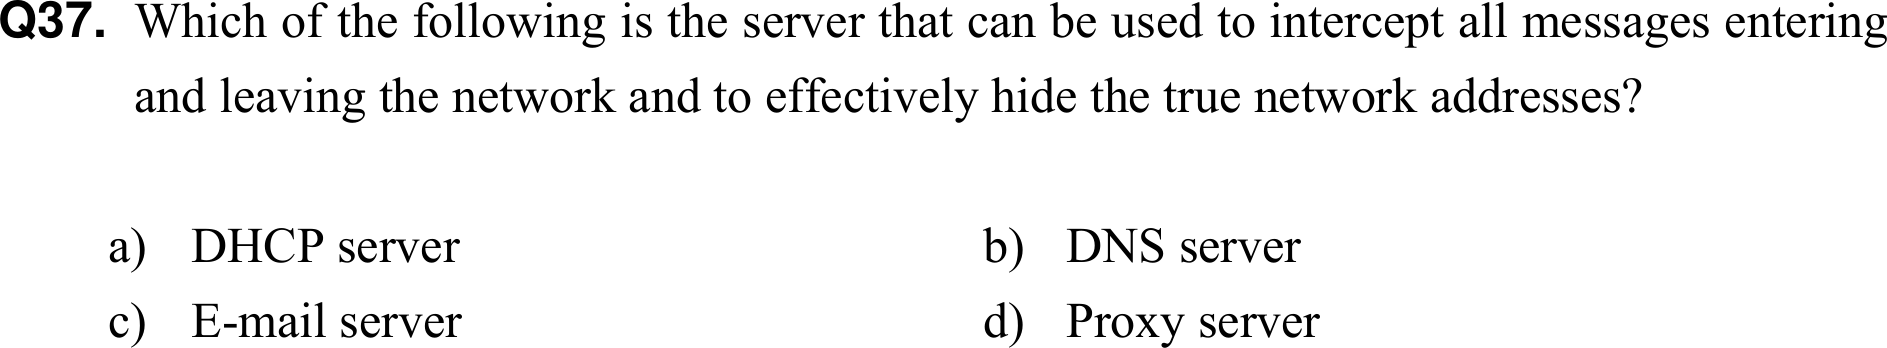 Q37. Which of the following is the server that can be used to intercept all messages entering
and leaving the network and to effectively hide the true network addresses?
a) DHCP server b) DNS server
c) E-mail server d) Proxy server